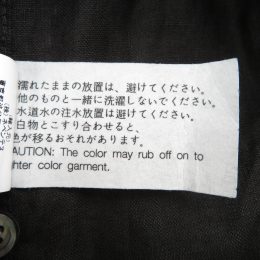 濡れたままの放置は、避けてください。
他のものと一緒に洗濯しないでください。
水道水の注水放置は避けてください。
白物とこすり合わせると、
色が移るおそれがあります。
CAUTION: The color may rub off on to
lighter color garment.